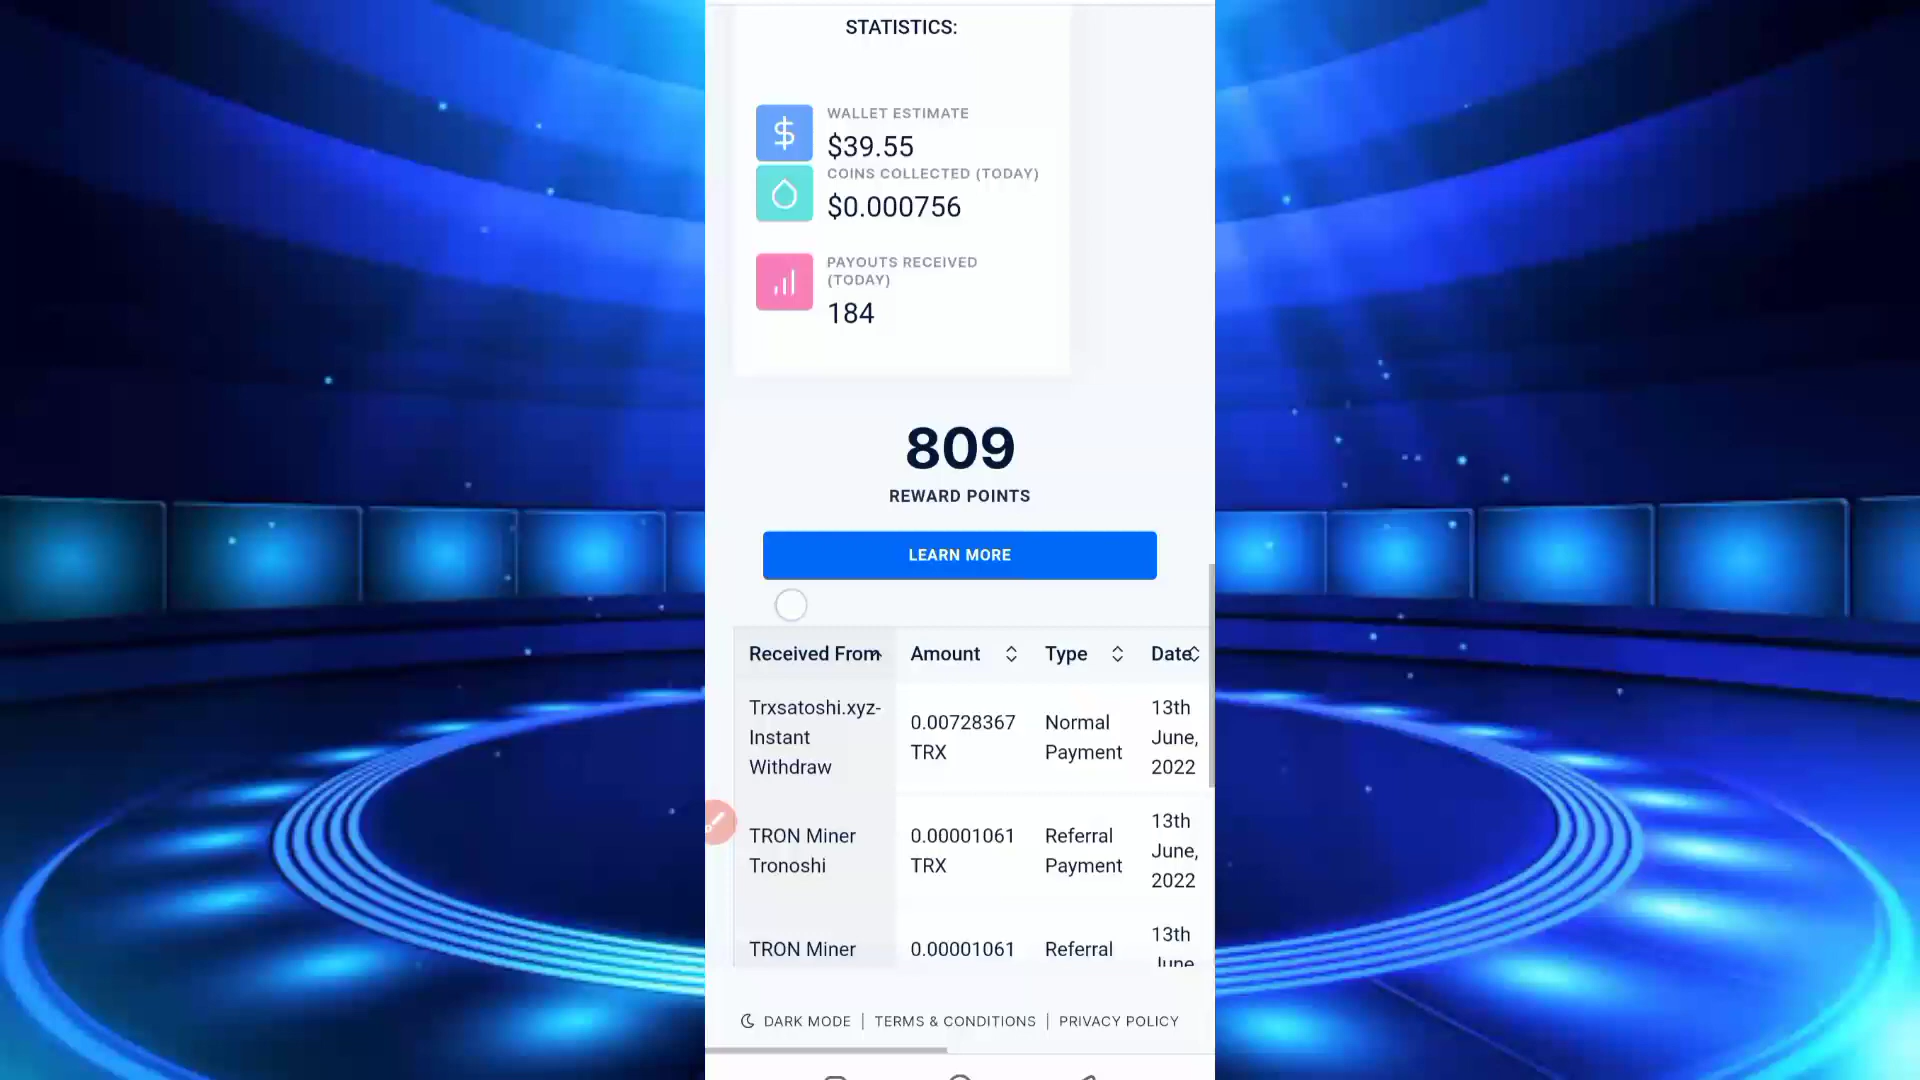 STATISTICS:
WALLET ESTIMATE
$39.55
COINS COLLECTED (TODAY)
$0.000756
PAYOUTS RECEIVED
(TODAY)
184
809
REWARD POINTS
LEARN MORE
Received From Amount Type Date
Trxsatoshi.xyz-
Instant
Withdraw
0.00728367
TRX
Normal
Payment
13th
June,
2022
TRON Miner
Tronoshi
0.00001061
TRX
Referral
Payment
13th
June,
2022
TRON Miner
0.00001061
Referral
13th
June
DARK MODE | TERMS & CONDITIONS | PRIVACY POLICY